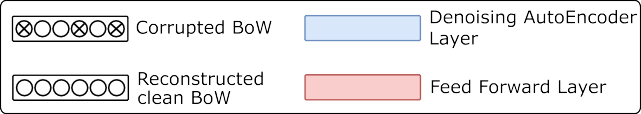 Corrupted BoW
Denoising AutoEncoder
Layer
Reconstructed
clean BoW
Feed Forward Layer